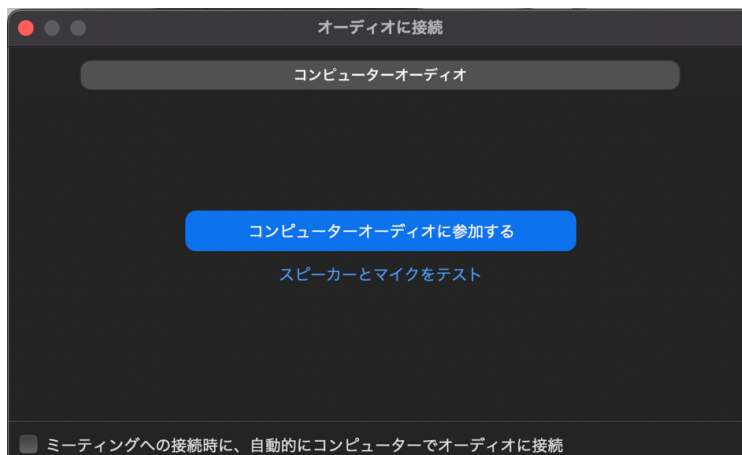 オーディオに接続
コンピューターオーディオ
コンピューターオーディオに参加する
スピーカーとマイクをテスト
ミーティングへの接続時に、自動的にコンピューターでオーディオに接続